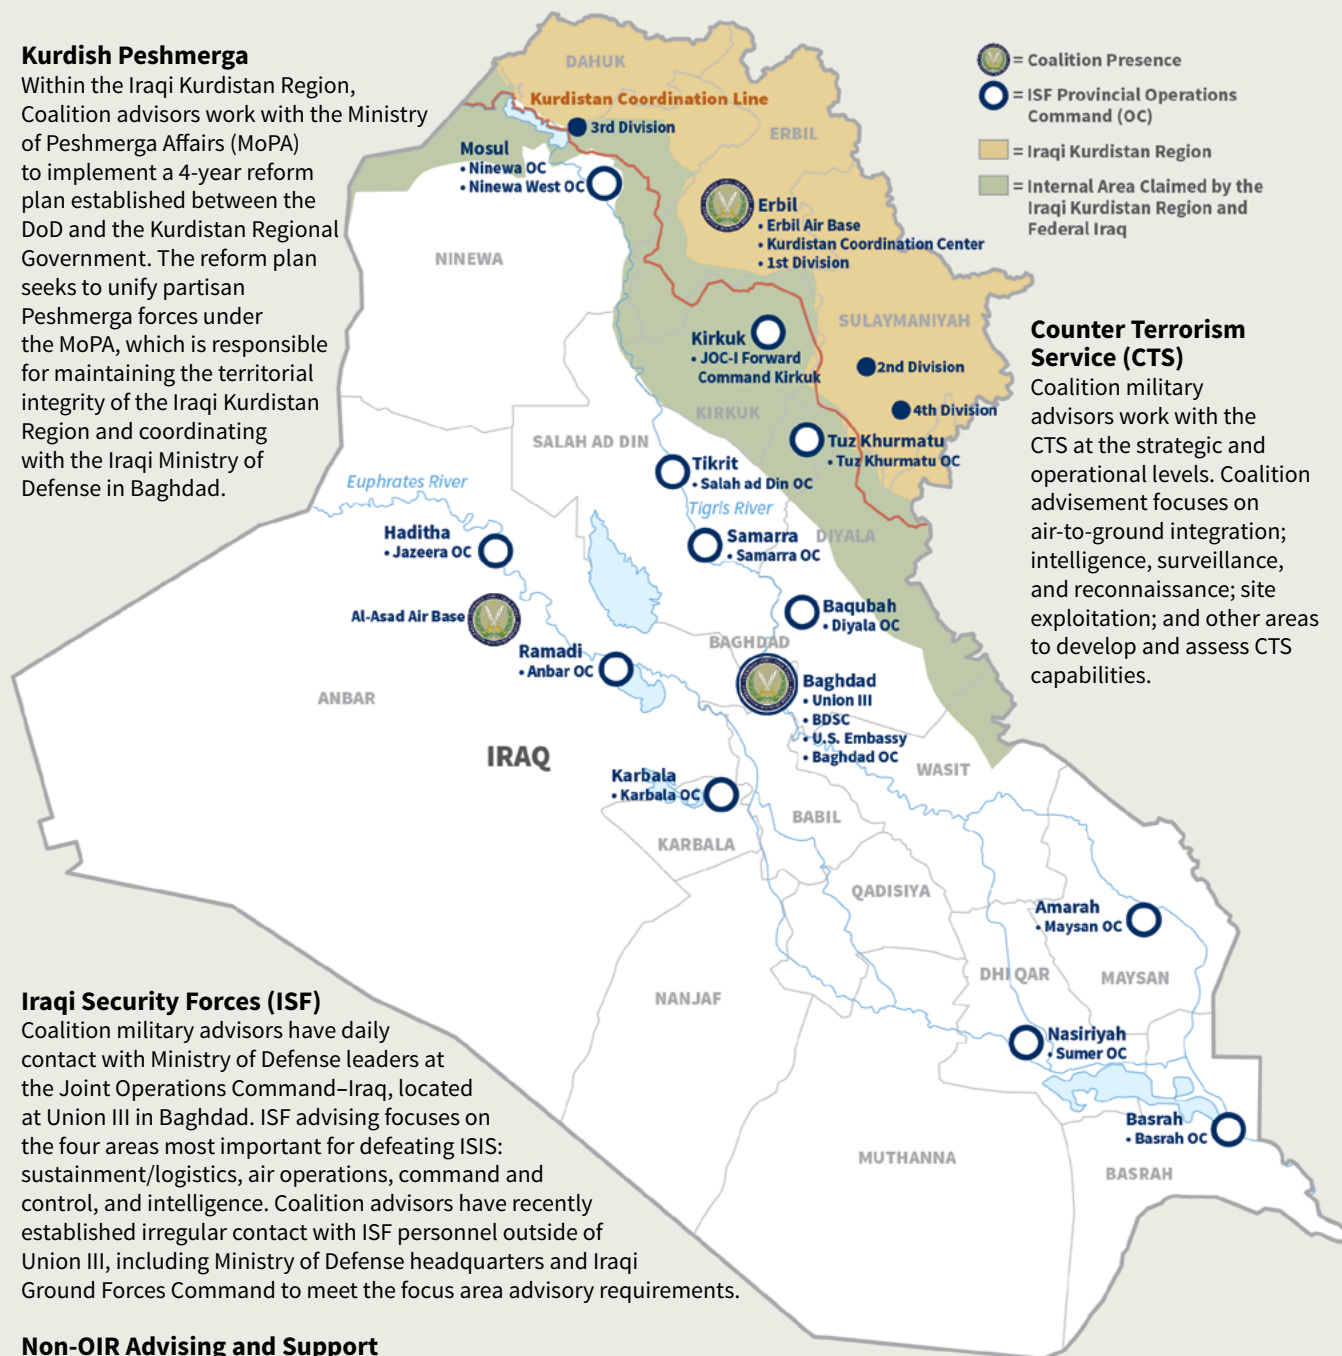 Kurdish Peshmerga
Within the Iraqi Kurdistan Region,
Coalition advisors work with the Ministry
of Peshmerga Affairs (MoPA)
to implement a 4-year reform
plan established between the
DoD and the Kurdistan Regional
Government. The reform plan
seeks to unify partisan
Peshmerga forces under
the MoPA, which is responsible
for maintaining the territorial
integrity of the Iraqi Kurdistan
Region and coordinating
with the Iraqi Ministry of
Defense in Baghdad.
= Coalition Presence
= ISF Provincial Operations
Command (OC)
= Iraqi Kurdistan Region
= Internal Area Claimed by the
Iraqi Kurdistan Region and
Federal Iraq
DAHUK
Kurdistan Coordination Line
3rd Division
ERBIL
Mosul
• Ninewa OC
• Ninewa West OC
Erbil
• Erbil Air Base
• Kurdistan Coordination Center
• 1st Division
NINEWA
SULAYMANIYAH
Kirkuk
• JOC-I Forward
Command Kirkuk
2nd Division
4th Division
KIRKUK
SALAH AD DIN
Tuz Khurmatu
• Tuz Khurmatu OC
Tikrit
• Salah ad Din OC
Euphrates River
Tigris River
Haditha
• Jazeera OC
Samarra
• Samarra OC
DIYALA
Al-Asad Air Base
Baqubah
• Diyala OC
BAGHDAD
Ramadi
• Anbar OC
Baghdad
• Union III
• BDSC
• U.S. Embassy
• Baghdad OC
ANBAR
IRAQ
WASIT
Karbala
• Karbala OC
BABIL
KARBALA
QADISIYA
Amarah
• Maysan OC
DHI QAR
MAYSAN
NANJAF
Nasiriyah
• Sumer OC
Basrah
• Basrah OC
MUTHANNA
BASRAH
Counter Terrorism
Service (CTS)
Coalition military
advisors work with the
CTS at the strategic and
operational levels. Coalition
advisement focuses on
air-to-ground integration;
intelligence, surveillance,
and reconnaissance; site
exploitation; and other areas
to develop and assess CTS
capabilities.
Iraqi Security Forces (ISF)
Coalition military advisors have daily
contact with Ministry of Defense leaders at
the Joint Operations Command–Iraq, located
at Union III in Baghdad. ISF advising focuses on
the four areas most important for defeating ISIS:
sustainment/logistics, air operations, command and
control, and intelligence. Coalition advisors have recently
established irregular contact with ISF personnel outside of
Union III, including Ministry of Defense headquarters and Iraqi
Ground Forces Command to meet the focus area advisory requirements.
Non-OIR Advising and Support